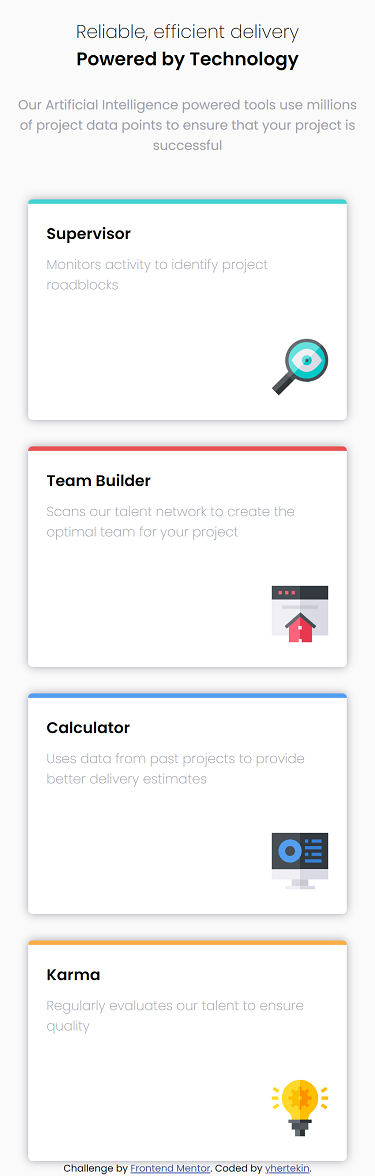 Reliable, efficient delivery
Powered by Technology
Our Artificial Intelligence powered tools use millions
of project data points to ensure that your project is
successful
Supervisor
Monitors activity to identify project
roadblocks
Team Builder
Scans our talent network to create the
optimal team for your project
Calculator
Uses data from past projects to provide
better delivery estimates
Karma
Regularly evaluates our talent to ensure
quality
Challenge by Frontend Mentor. Coded by yhertekin.